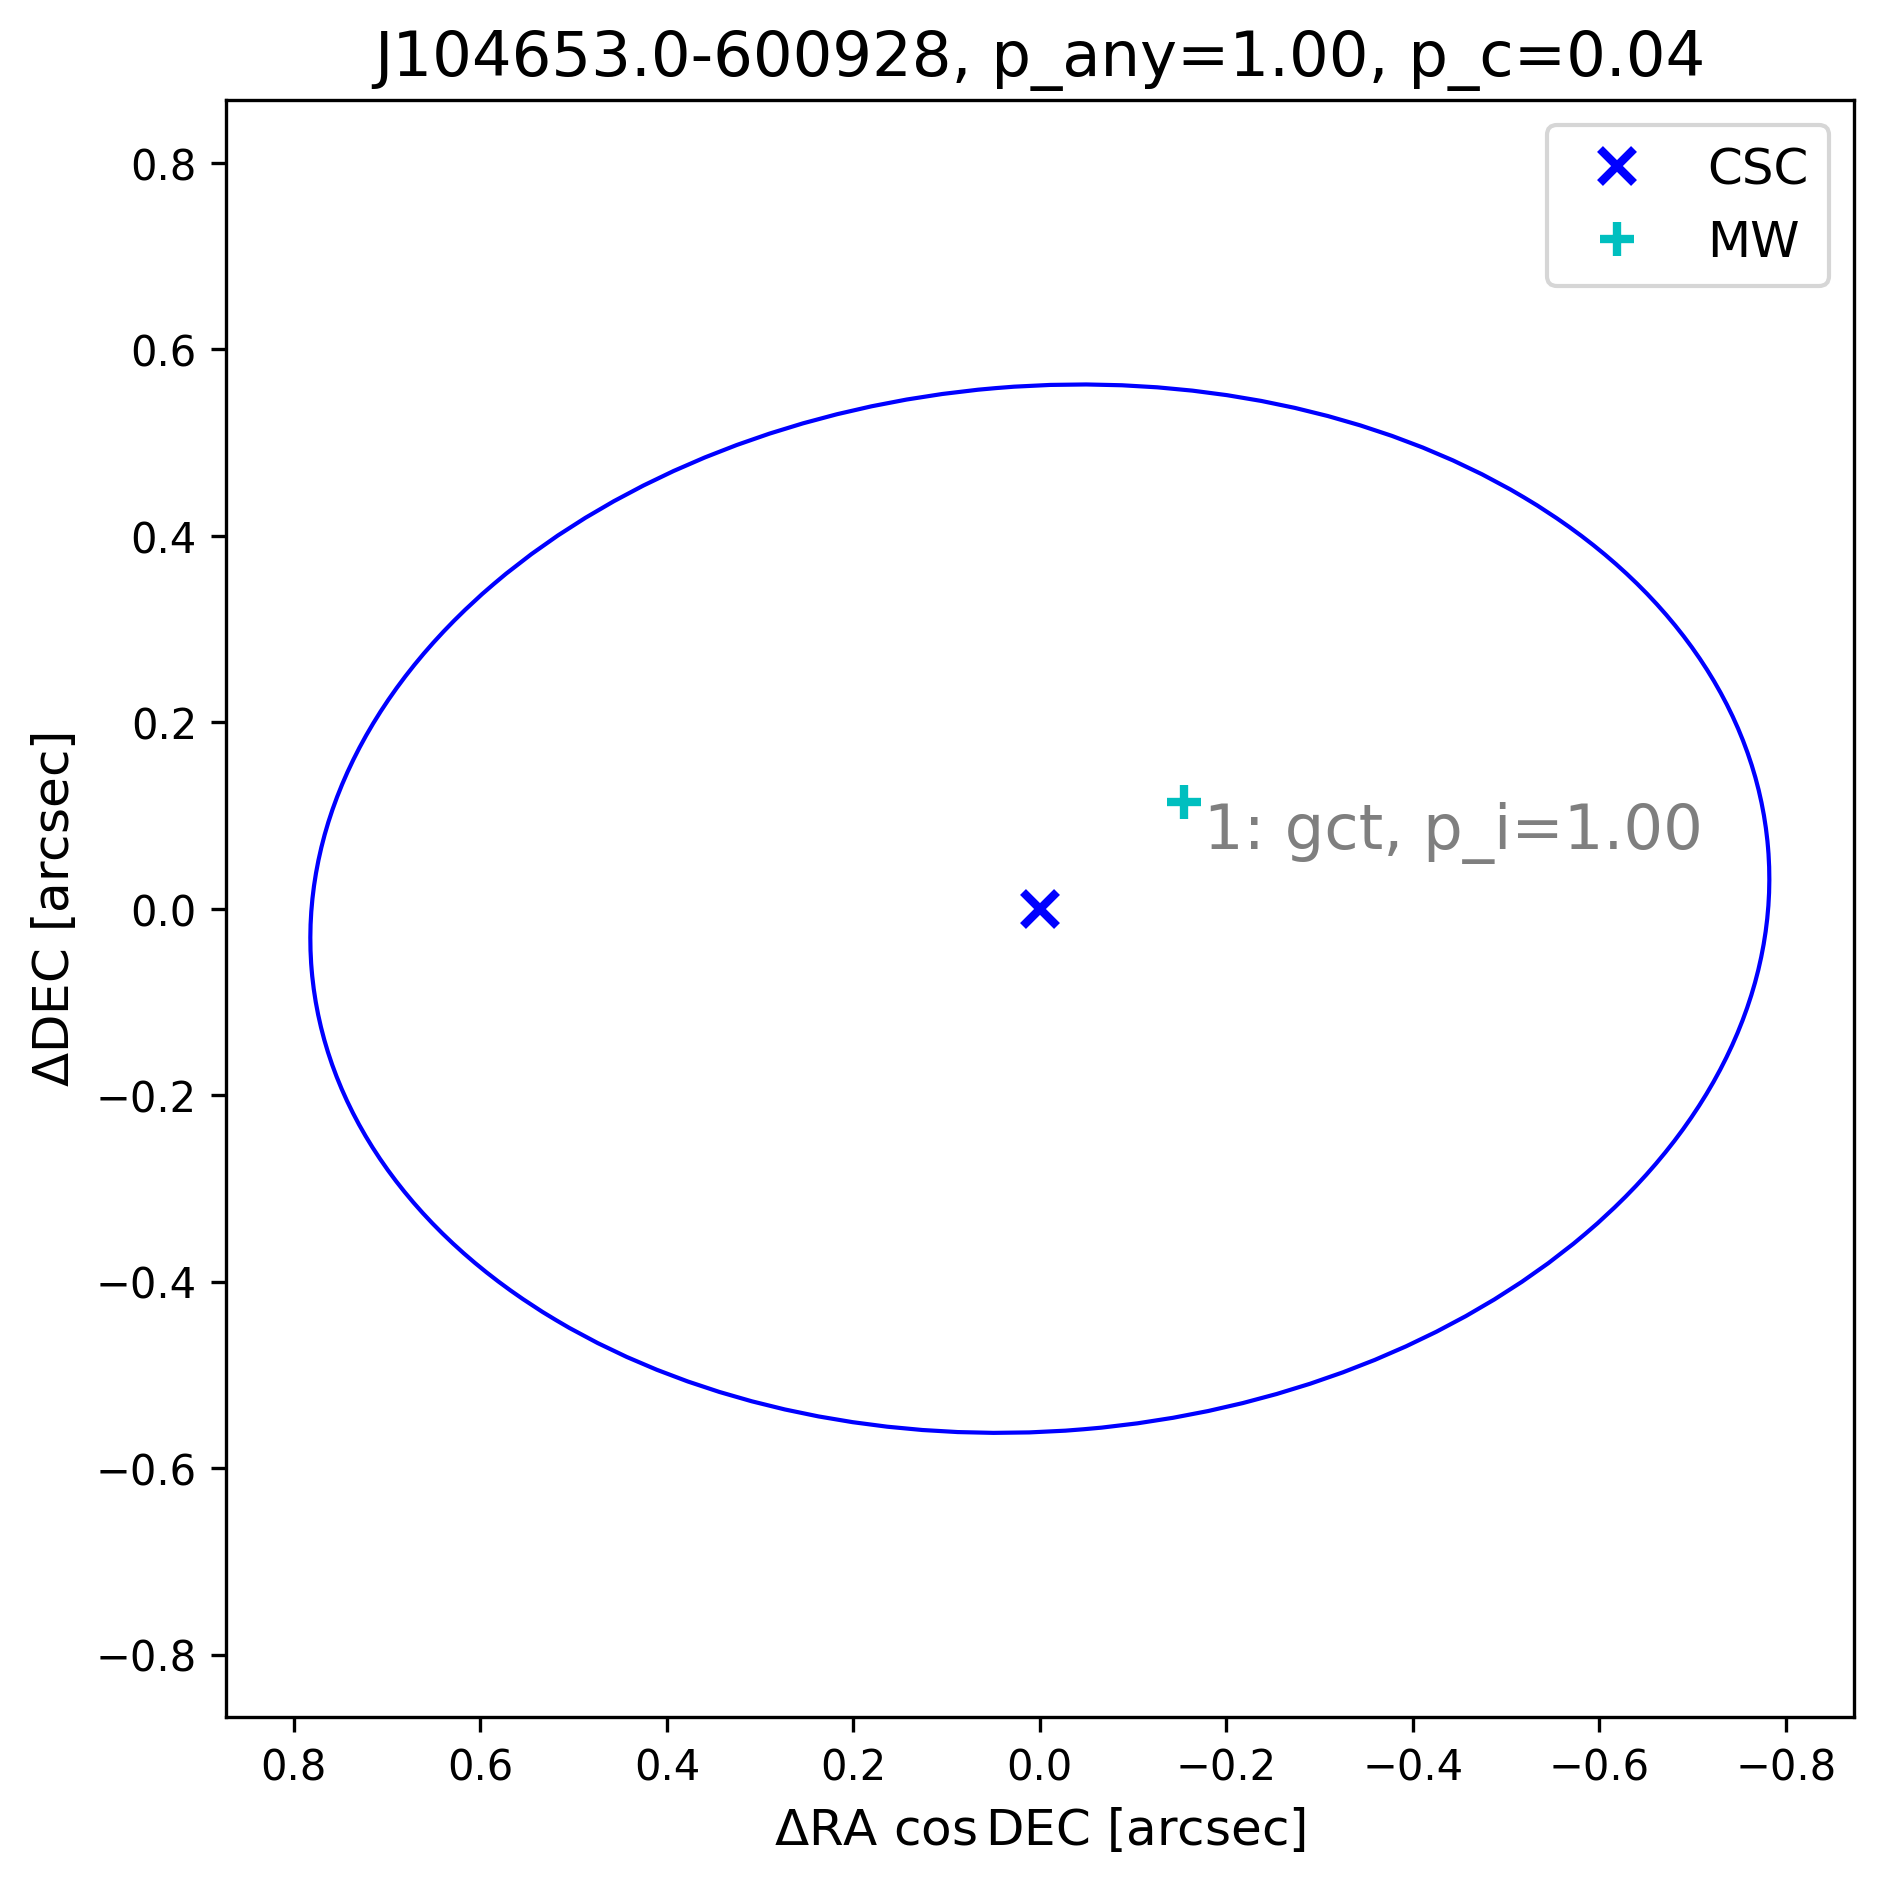 J104653.0-600928, p_any=1.00, p_c=0.04
CSC
MW
0.8
0.6
0.4
0.2
0.0
−0.2
−0.4
−0.6
−0.8
ΔDEC [arcsec]
1: gct, p_i=1.00
0.8 0.6 0.4 0.2 0.0 −0.2 −0.4 −0.6 −0.8
ΔRA cos DEC [arcsec]